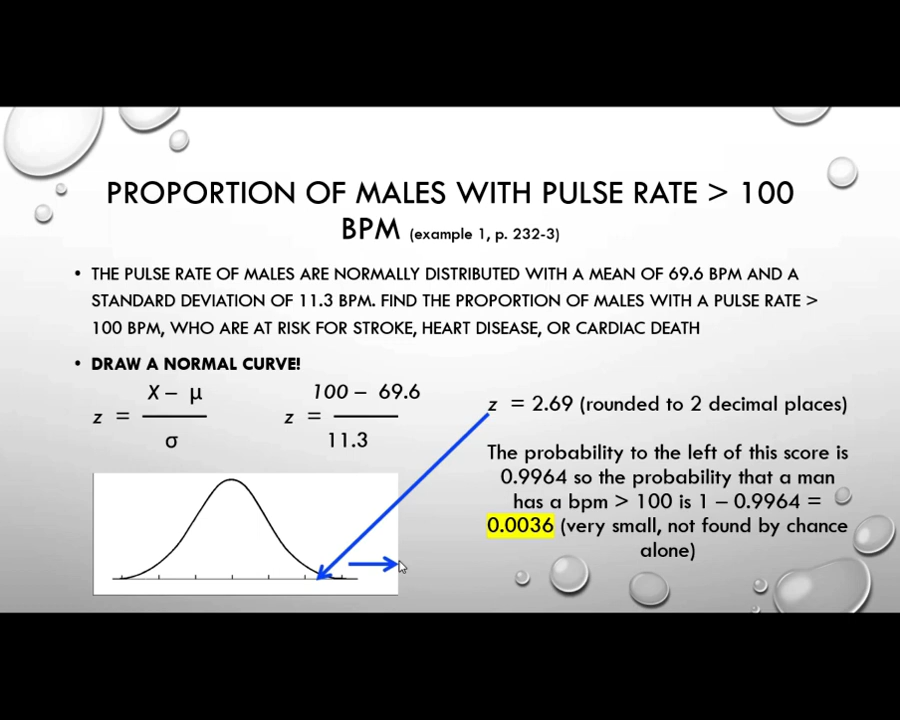 PROPORTION OF MALES WITH PULSE RATE > 100
BPM (example 1, p. 232-3)
• THE PULSE RATE OF MALES ARE NORMALLY DISTRIBUTED WITH A MEAN OF 69.6 BPM AND A
STANDARD DEVIATION OF 11.3 BPM. FIND THE PROPORTION OF MALES WITH A PULSE RATE >
100 BPM, WHO ARE AT RISK FOR STROKE, HEART DISEASE, OR CARDIAC DEATH
• DRAW A NORMAL CURVE!
X – μ
z =
σ
100 – 69.6
z =
11.3
z = 2.69 (rounded to 2 decimal places)
The probability to the left of this score is
0.9964 so the probability that a man
has a bpm > 100 is 1 – 0.9964 =
0.0036 (very small, not found by chance
alone)